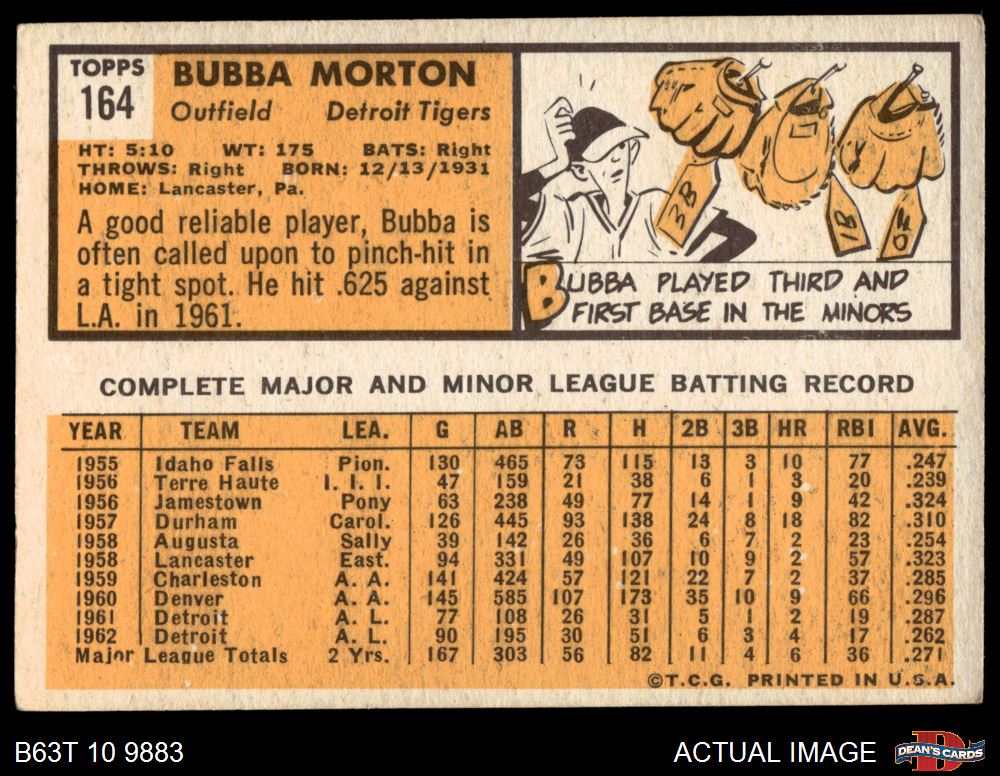 TOPPS
164
BUBBA MORTON
Outfield Detroit Tigers
HT: 5:10 WT: 175 BATS: Right
THROWS: Right BORN: 12/13/1931
HOME: Lancaster, Pa.
A good reliable player, Bubba is
often called upon to pinch-hit in
a tight spot. He hit .625 against
L.A. in 1961.
3B
1B
BUBBA PLAYED THIRD AND
FIRST BASE IN THE MINORS
COMPLETE MAJOR AND MINOR LEAGUE BATTING RECORD
YEAR TEAM LEA. G AB R H 2B 3B HR RBI AVG.
1955 Idaho Falls Pion. 130 465 73 115 13 3 10 77 .247
1956 Terre Haute I. I. I. 47 159 21 38 6 1 3 20 .239
1956 Jamestown Pony 63 238 49 77 14 1 9 42 .324
1957 Durham Carol. 126 445 93 138 24 8 18 82 .310
1958 Augusta Sally 39 142 26 36 6 7 2 23 .254
1958 Lancaster East. 94 331 49 107 10 9 2 57 .323
1959 Charleston A. A. 141 424 57 121 22 7 2 37 .285
1960 Denver A. A. 145 585 107 173 35 10 9 66 .296
1961 Detroit A. L. 77 108 26 31 5 1 2 19 .287
1962 Detroit A. L. 90 195 30 51 6 3 4 17 .262
Major League Totals 2 Yrs. 167 303 56 82 11 4 6 36 .271
©T.C.G. PRINTED IN U.S.A.
B63T 10 9883 ACTUAL IMAGE
DEAN'S CARDS